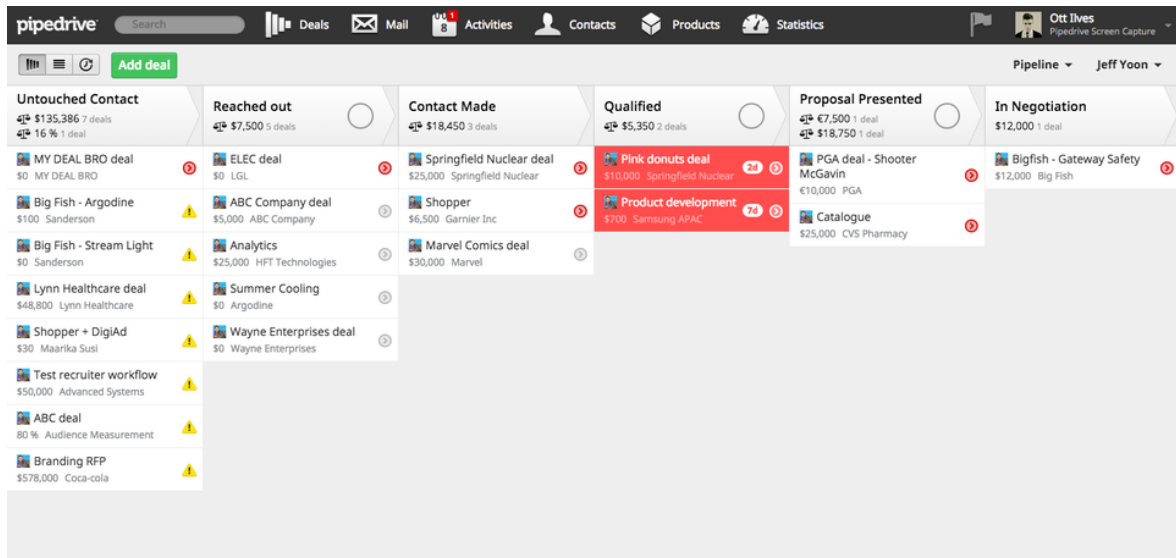 pipedrive
Search
Deals
Mail
1
8
Activities
Contacts
Products
Statistics
Ott Ilves
Pipedrive Screen Capture
Add deal
Pipeline
Jeff Yoon
Untouched Contact
$135,386 7 deals
16 % 1 deal
Reached out
$7,500 5 deals
Contact Made
$18,450 3 deals
Qualified
$5,350 2 deals
Proposal Presented
€7,500 1 deal
$18,750 1 deal
In Negotiation
$12,000 1 deal
MY DEAL BRO deal
$0 MY DEAL BRO
Big Fish - Argodine
$100 Sanderson
Big Fish - Stream Light
$0 Sanderson
Lynn Healthcare deal
$48,800 Lynn Healthcare
Shopper + DigiAd
$30 Maarika Susi
Test recruiter workflow
$50,000 Advanced Systems
ABC deal
80 % Audience Measurement
Branding RFP
$578,000 Coca-cola
ELEC deal
$0 LGL
ABC Company deal
$5,000 ABC Company
Analytics
$25,000 HFT Technologies
Summer Cooling
$0 Argodine
Wayne Enterprises deal
$0 Wayne Enterprises
Springfield Nuclear deal
$25,000 Springfield Nuclear
Shopper
$6,500 Garnier Inc
Marvel Comics deal
$30,000 Marvel
Pink donuts deal
2d
$10,000 Springfield Nuclear
Product development
7d
$700 Samsung APAC
PGA deal - Shooter
McGavin
€10,000 PGA
Catalogue
$25,000 CVS Pharmacy
Bigfish - Gateway Safety
$12,000 Big Fish